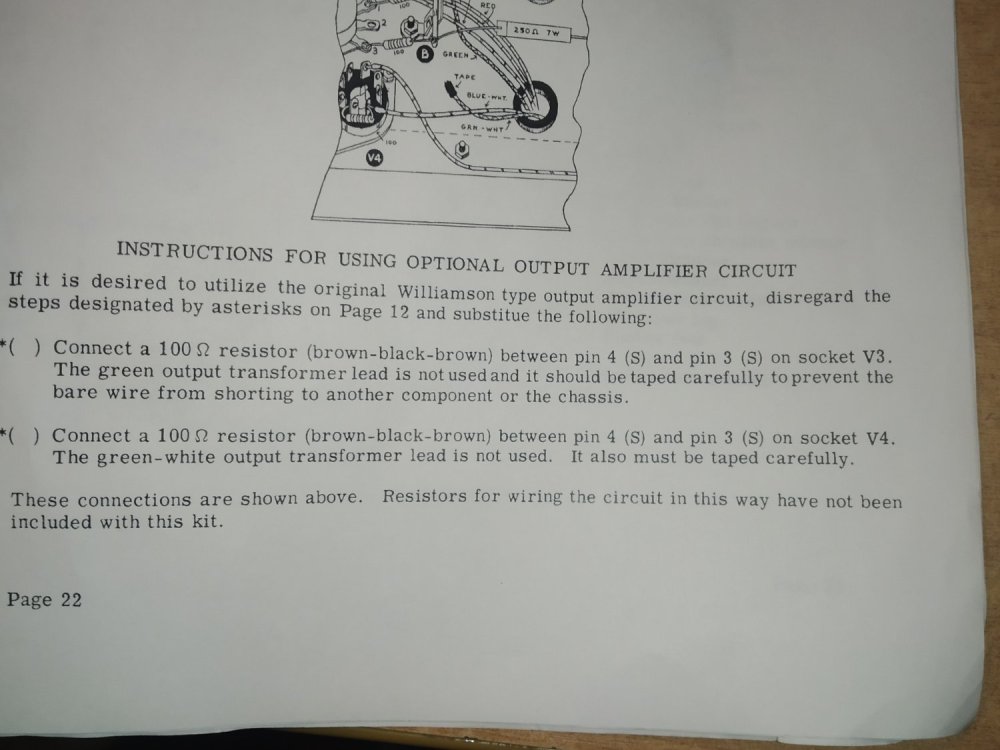 RED
100
2
250Ω 7W
3
100
B
GREEN
TAPE
BLUE-WHT.
GRN-WHT
100
V4
INSTRUCTIONS FOR USING OPTIONAL OUTPUT AMPLIFIER CIRCUIT
If it is desired to utilize the original Williamson type output amplifier circuit, disregard the
steps designated by asterisks on Page 12 and substitue the following:
*( ) Connect a 100 Ω resistor (brown-black-brown) between pin 4 (S) and pin 3 (S) on socket V3.
The green output transformer lead is not used and it should be taped carefully to prevent the
bare wire from shorting to another component or the chassis.
*( ) Connect a 100 Ω resistor (brown-black-brown) between pin 4 (S) and pin 3 (S) on socket V4.
The green-white output transformer lead is not used. It also must be taped carefully.
These connections are shown above. Resistors for wiring the circuit in this way have not been
included with this kit.
Page 22